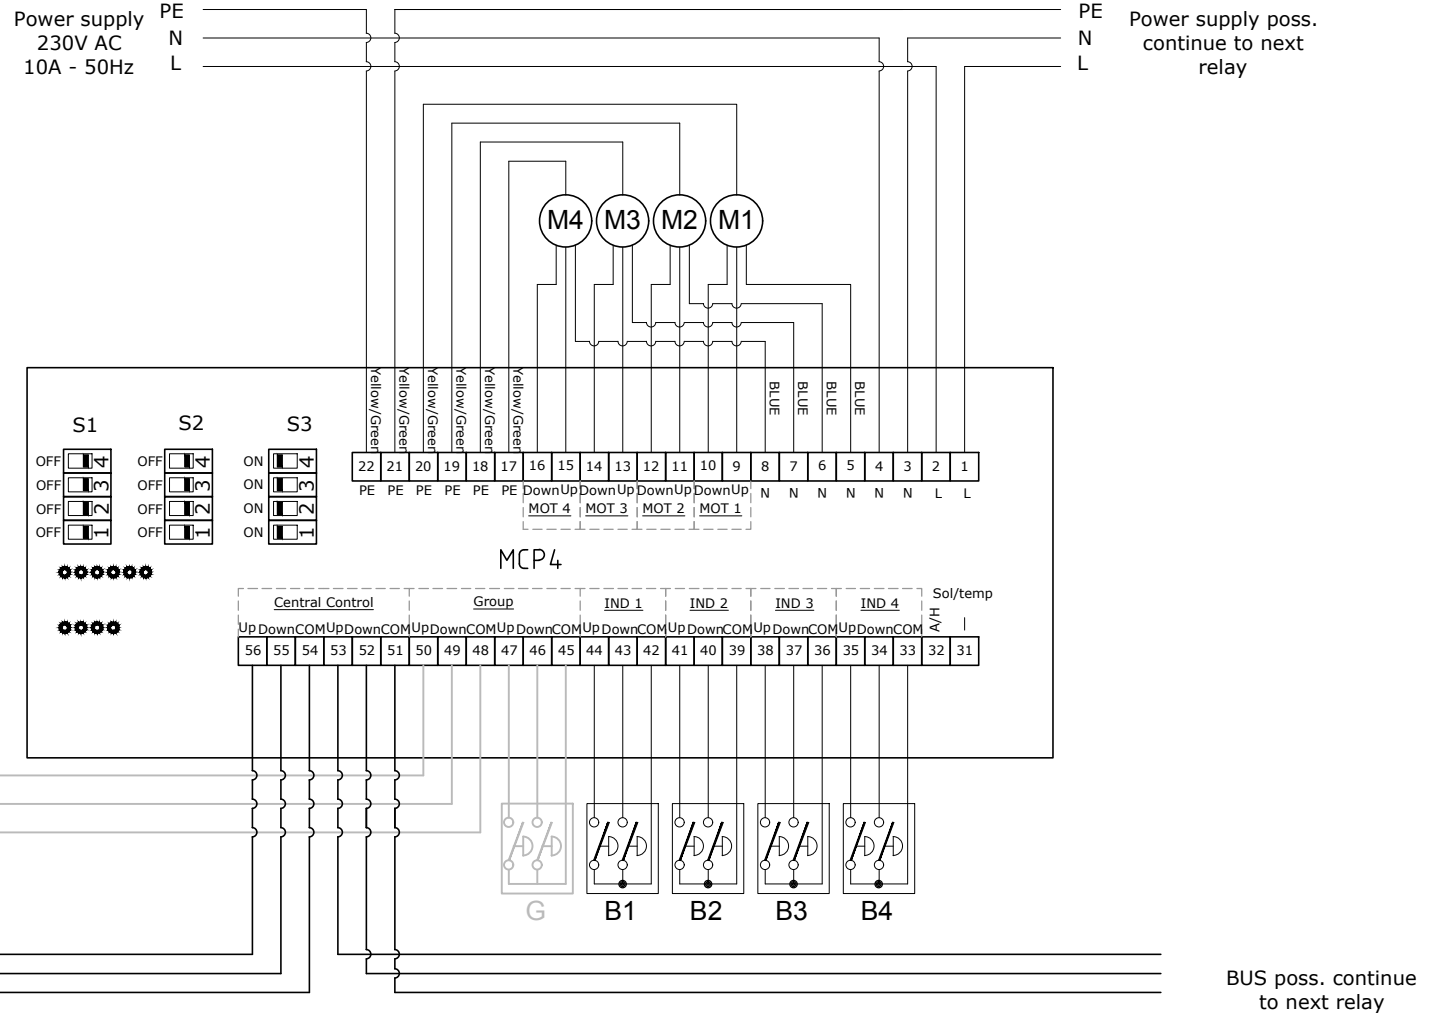 Power supply
230V AC
10A - 50Hz
PE
N
L
PE
N
L
Power supply poss.
continue to next
relay
M4 M3 M2 M1
Yellow/Green Yellow/Green Yellow/Green Yellow/Green Yellow/Green Yellow/Green
BLUE BLUE BLUE BLUE
S1
OFF 4
OFF 3
OFF 2
OFF 1
S2
OFF 4
OFF 3
OFF 2
OFF 1
S3
ON 4
ON 3
ON 2
ON 1
22 21 20 19 18 17 16 15 14 13 12 11 10 9 8 7 6 5 4 3 2 1
PE PE PE PE PE PE Down Up Down Up Down Up Down Up N N N N N N L L
MOT 4 MOT 3 MOT 2 MOT 1
MCP4
Central Control Group IND 1 IND 2 IND 3 IND 4 Sol/temp
Up Down COM Up Down COM Up Down COM Up Down COM Up Down COM Up Down COM Up Down COM Up Down COM A/H —
56 55 54 53 52 51 50 49 48 47 46 45 44 43 42 41 40 39 38 37 36 35 34 33 32 31
G B1 B2 B3 B4
BUS poss. continue
to next relay